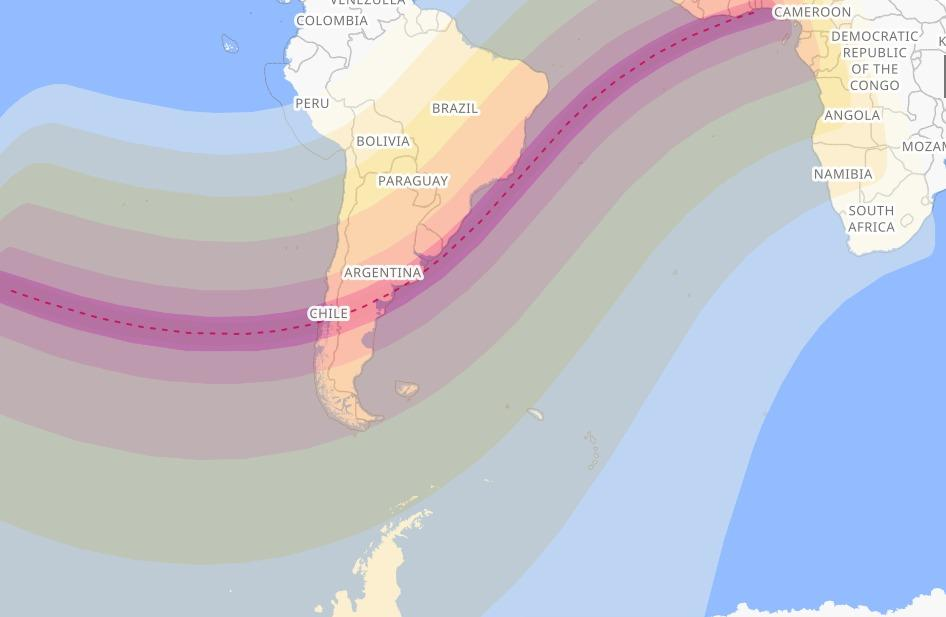 VENEZUELA
COLOMBIA
CAMEROON
DEMOCRATIC
REPUBLIC
OF THE
CONGO
K
PERU
BRAZIL
ANGOLA
BOLIVIA
MOZAM
PARAGUAY
NAMIBIA
SOUTH
AFRICA
ARGENTINA
CHILE